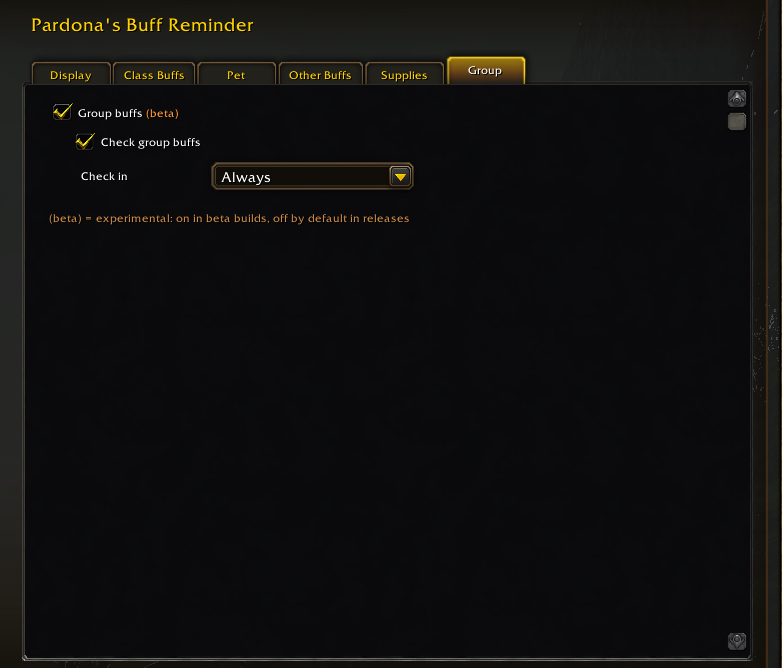 Pardona's Buff Reminder
Display Class Buffs Pet Other Buffs Supplies Group
Group buffs (beta)
Check group buffs
Check in Always
(beta) = experimental: on in beta builds, off by default in releases